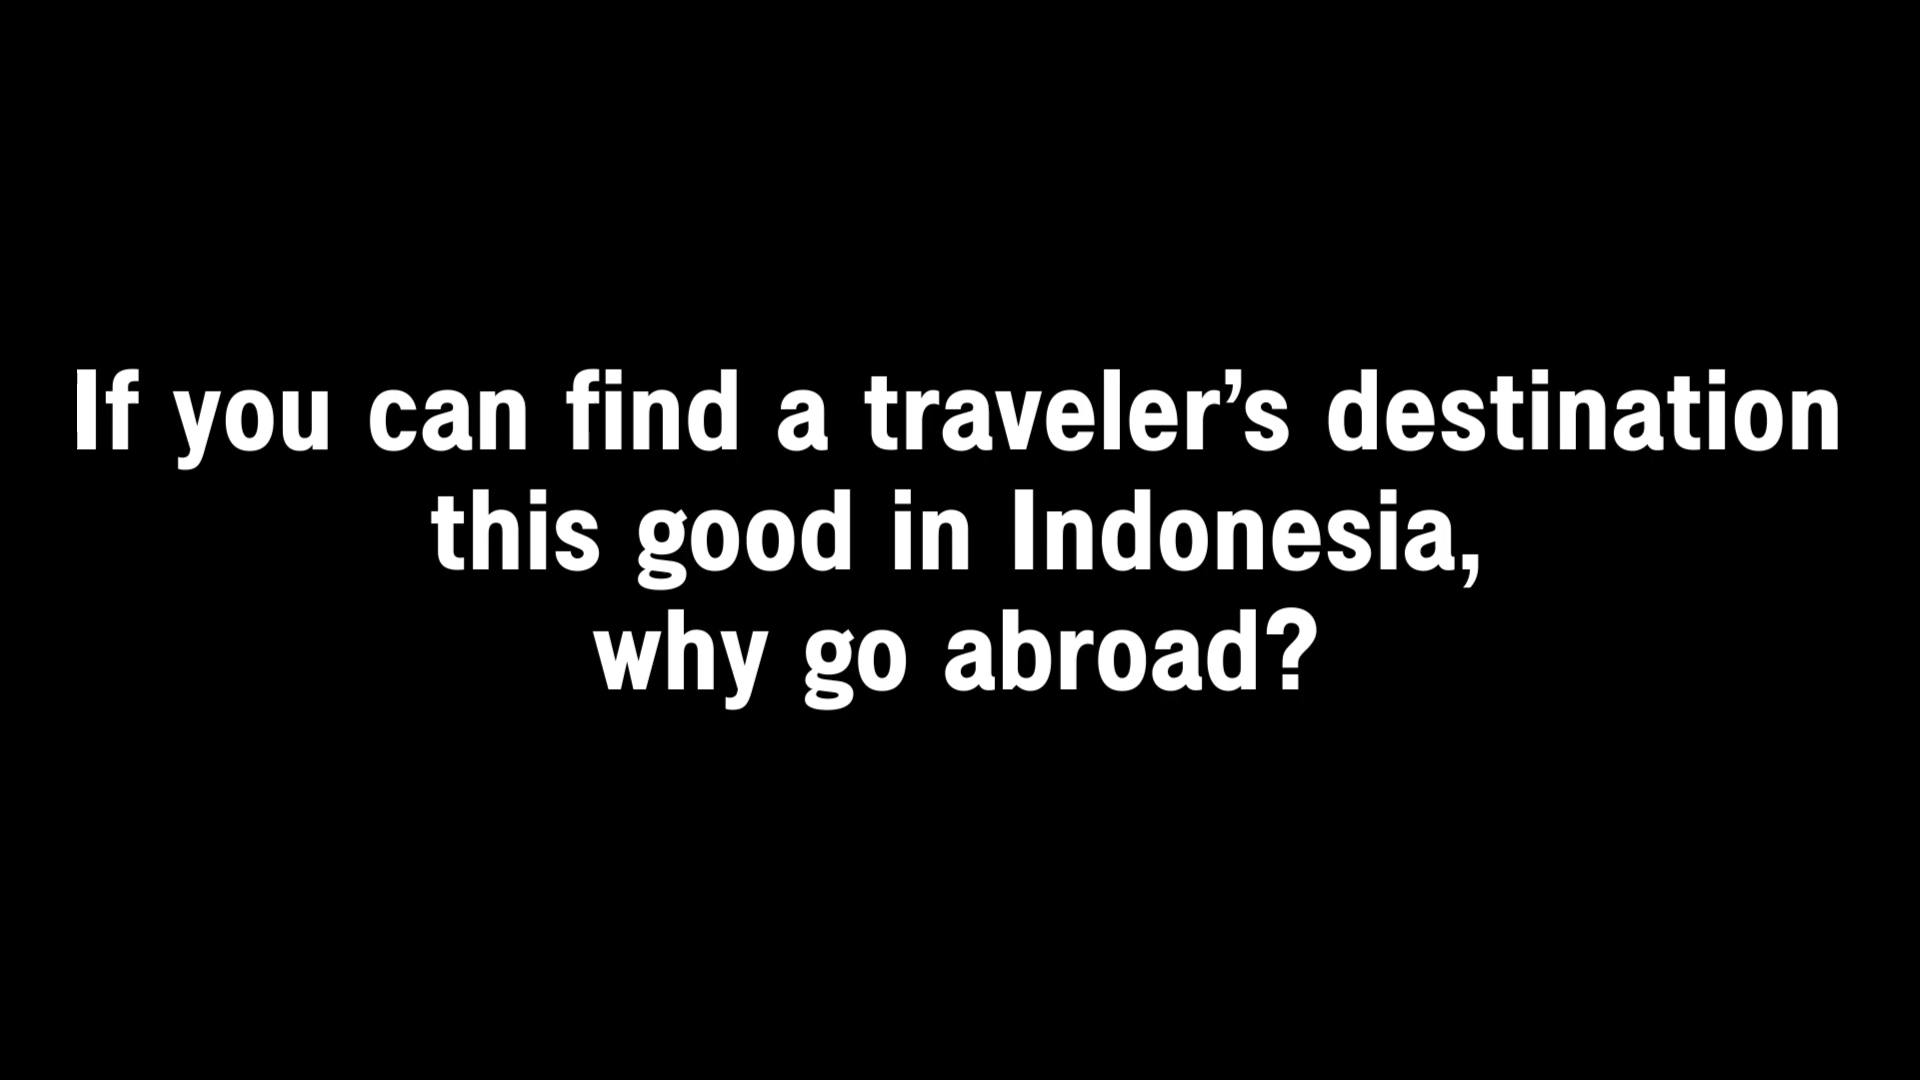 If you can find a traveler’s destination
this good in Indonesia,
why go abroad?